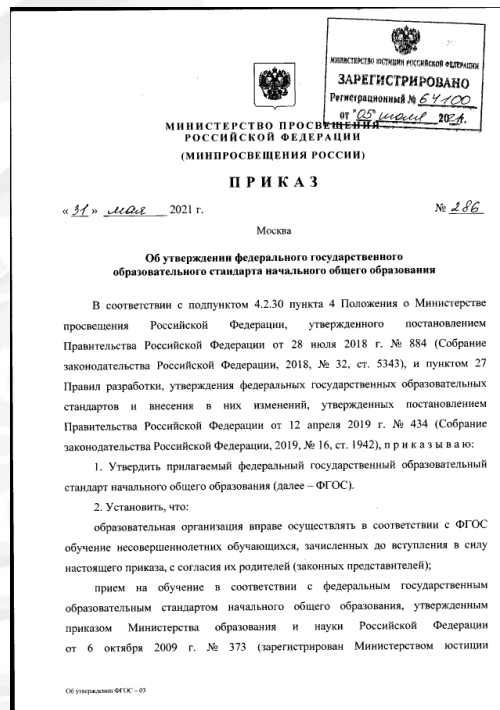 МИНИСТЕРСТВО ЮСТИЦИИ РОССИЙСКОЙ ФЕДЕРАЦИИ
ЗАРЕГИСТРИРОВАНО
Регистрационный № 64100
от "05" июля 2021.
МИНИСТЕРСТВО ПРОСВЕЩЕНИЯ
РОССИЙСКОЙ ФЕДЕРАЦИИ
(МИНПРОСВЕЩЕНИЯ РОССИИ)
ПРИКАЗ
« 31 » мая 2021 г. № 286
Москва
Об утверждении федерального государственного
образовательного стандарта начального общего образования
В соответствии с подпунктом 4.2.30 пункта 4 Положения о Министерстве
просвещения Российской Федерации, утвержденного постановлением
Правительства Российской Федерации от 28 июля 2018 г. № 884 (Собрание
законодательства Российской Федерации, 2018, № 32, ст. 5343), и пунктом 27
Правил разработки, утверждения федеральных государственных образовательных
стандартов и внесения в них изменений, утвержденных постановлением
Правительства Российской Федерации от 12 апреля 2019 г. № 434 (Собрание
законодательства Российской Федерации, 2019, № 16, ст. 1942), п р и к а з ы в а ю:
1. Утвердить прилагаемый федеральный государственный образовательный
стандарт начального общего образования (далее – ФГОС).
2. Установить, что:
образовательная организация вправе осуществлять в соответствии с ФГОС
обучение несовершеннолетних обучающихся, зачисленных до вступления в силу
настоящего приказа, с согласия их родителей (законных представителей);
прием на обучение в соответствии с федеральным государственным
образовательным стандартом начального общего образования, утвержденным
приказом Министерства образования и науки Российской Федерации
от 6 октября 2009 г. № 373 (зарегистрирован Министерством юстиции
Об утверждении ФГОС – 03